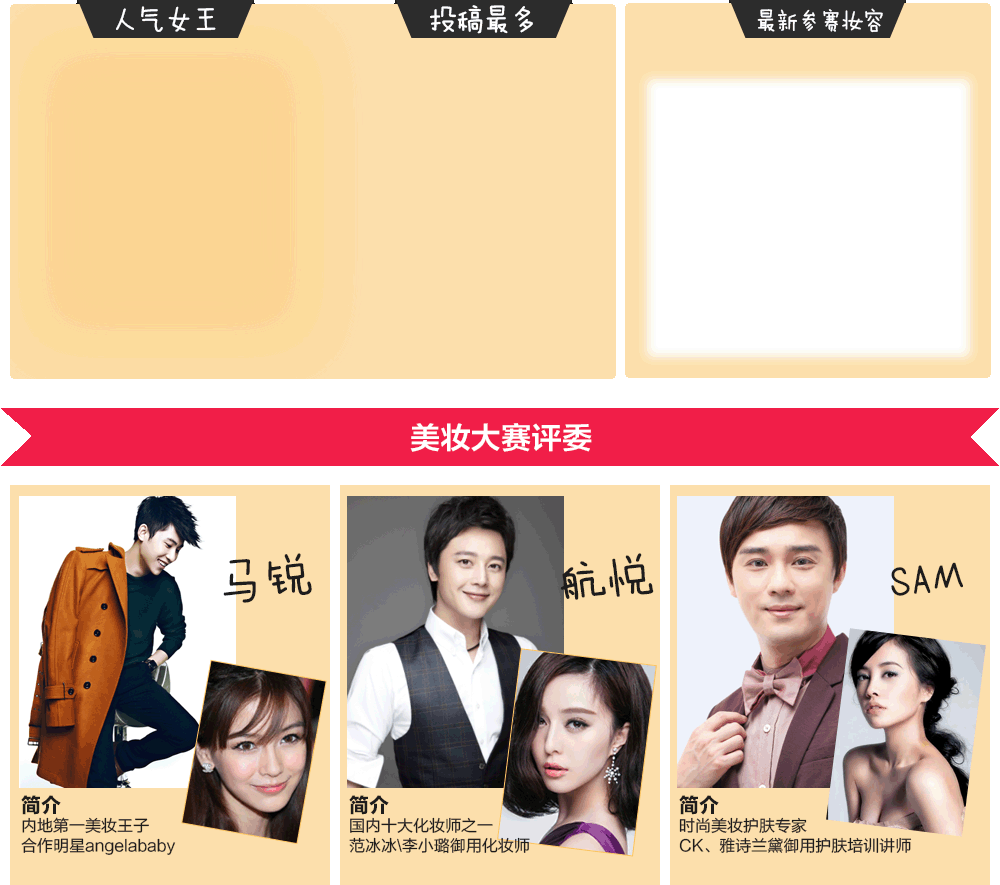 人气女王
投稿最多
最新参赛妆容
美妆大赛评委
马锐
简介
内地第一美妆王子
合作明星angelababy
航悦
简介
国内十大化妆师之一
范冰冰\李小璐御用化妆师
SAM
简介
时尚美妆护肤专家
CK、雅诗兰黛御用护肤培训讲师